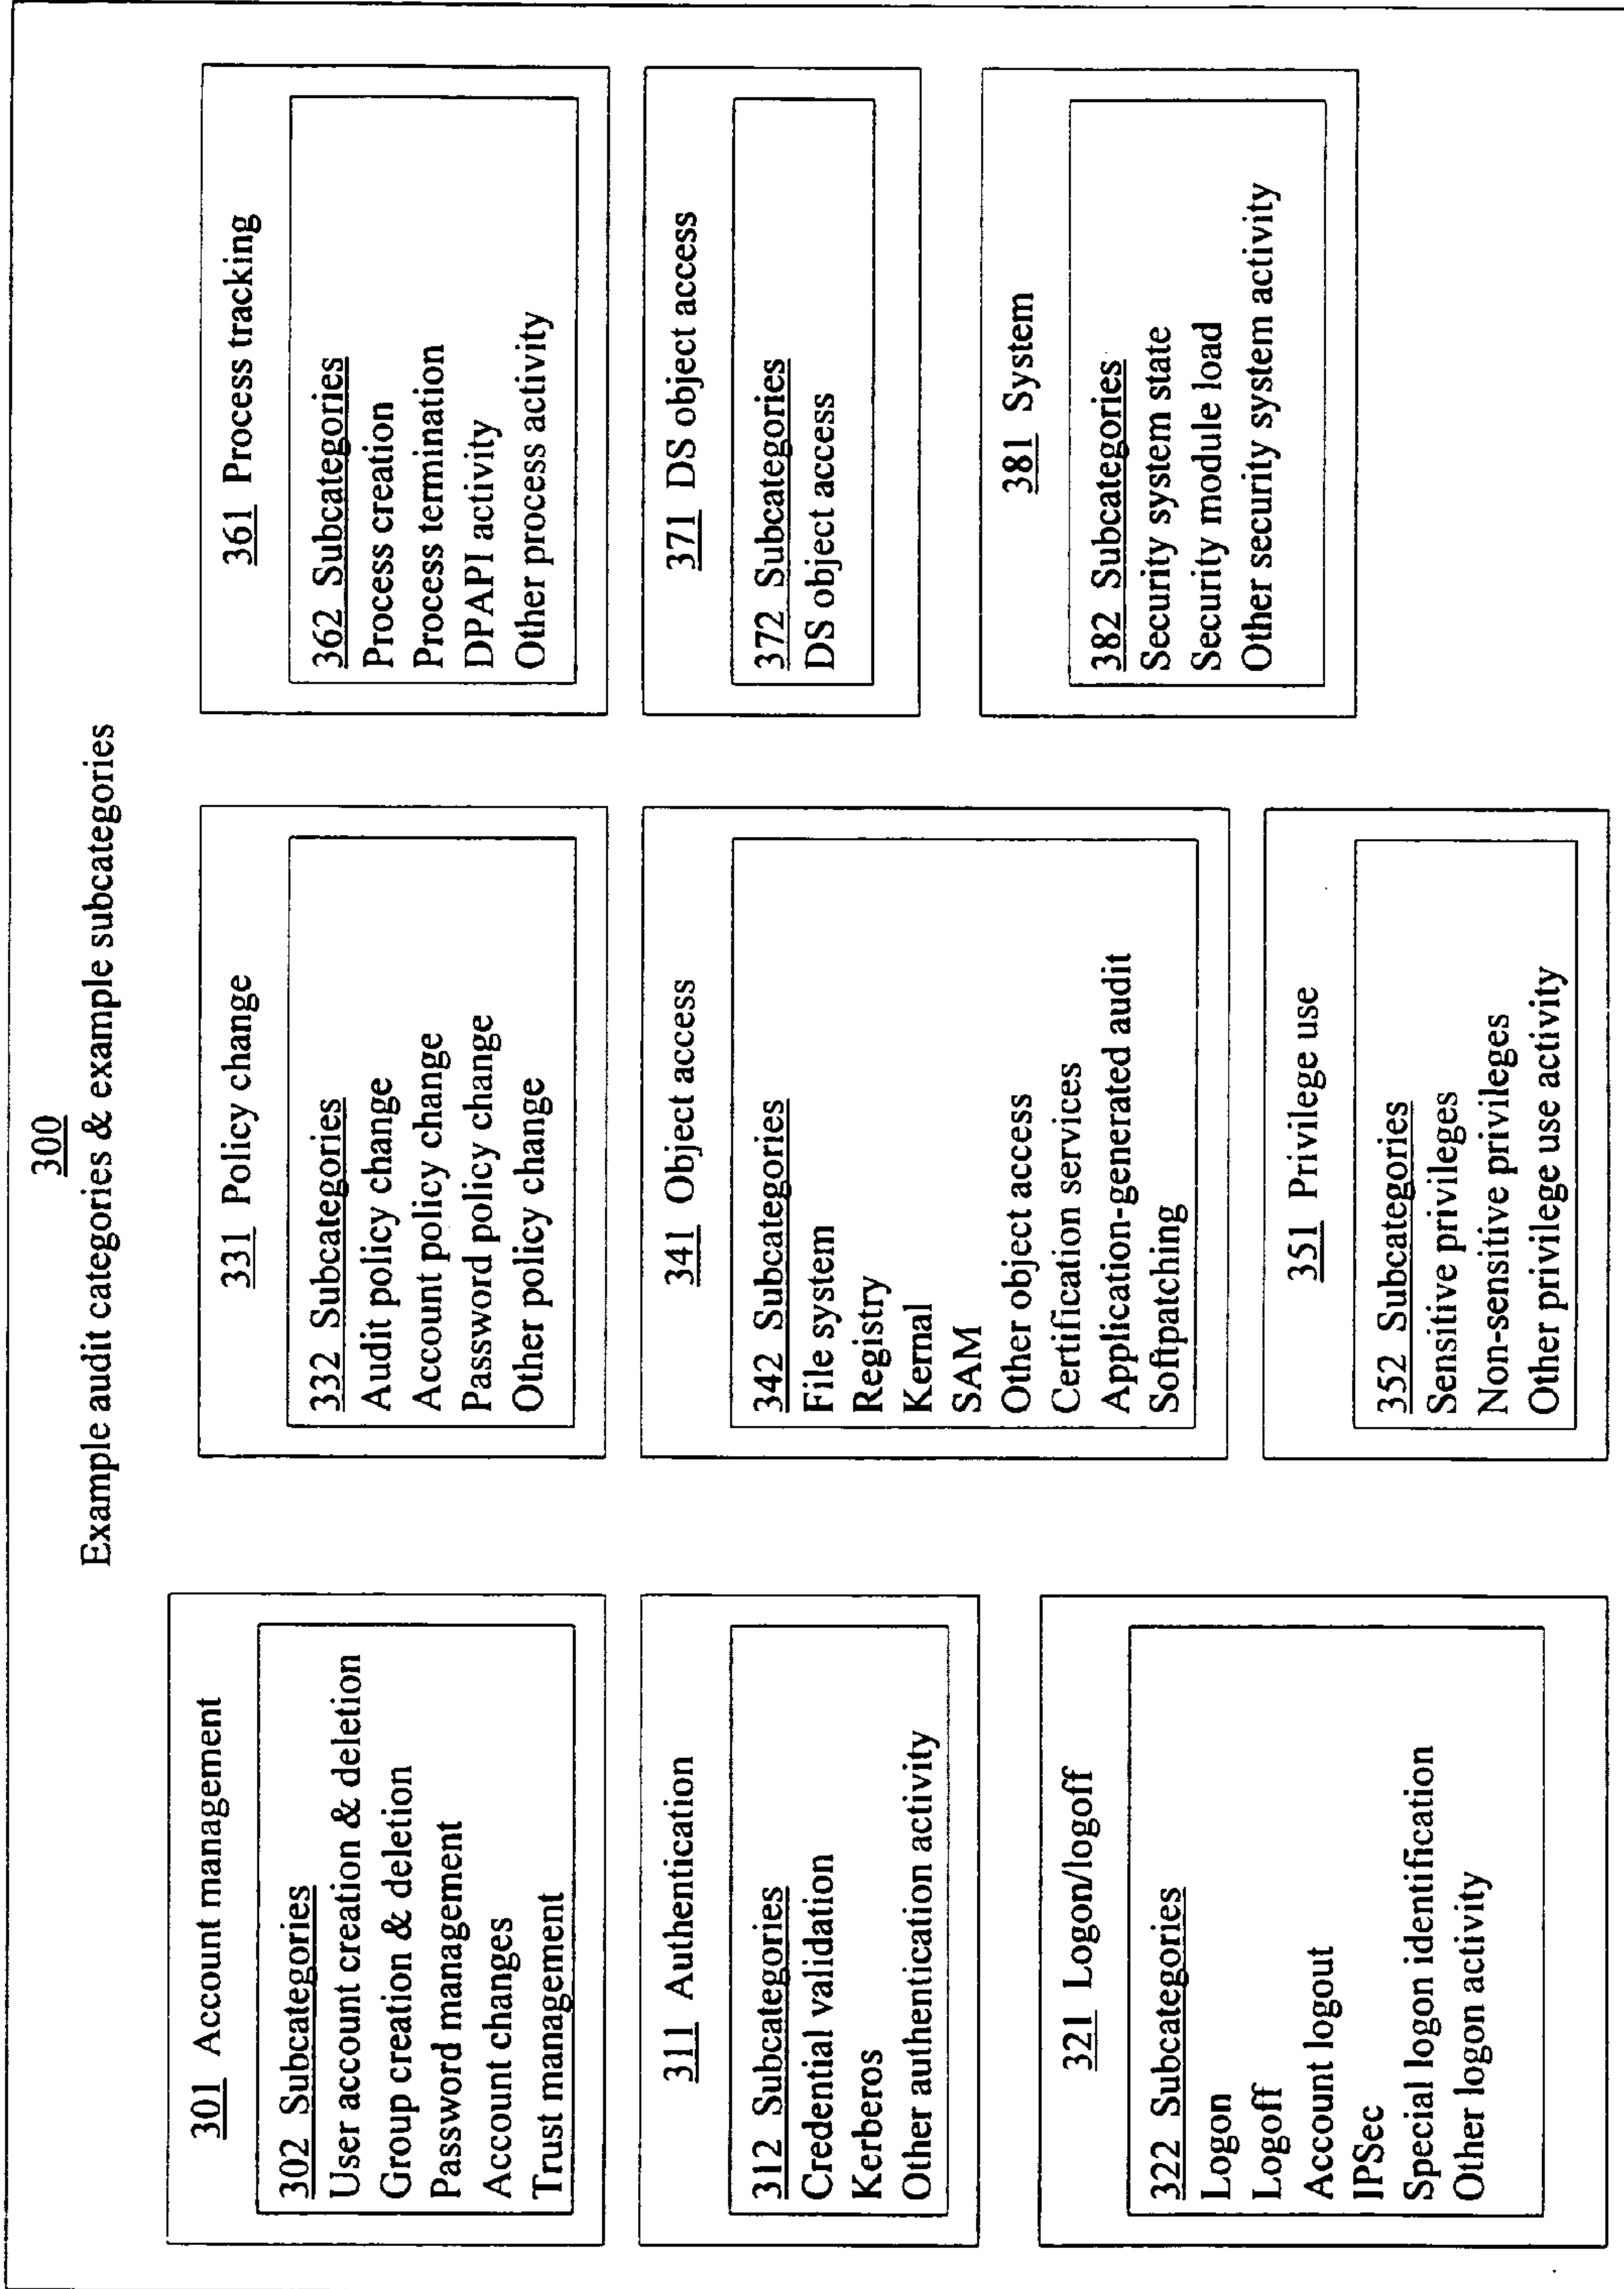 300
Example audit categories & example subcategories
301 Account management
302 Subcategories
User account creation & deletion
Group creation & deletion
Password management
Account changes
Trust management
311 Authentication
312 Subcategories
Credential validation
Kerberos
Other authentication activity
321 Logon/logoff
322 Subcategories
Logon
Logoff
Account logout
IPSec
Special logon identification
Other logon activity
331 Policy change
332 Subcategories
Audit policy change
Account policy change
Password policy change
Other policy change
341 Object access
342 Subcategories
File system
Registry
Kernal
SAM
Other object access
Certification services
Application-generated audit
Softpatching
351 Privilege use
352 Subcategories
Sensitive privileges
Non-sensitive privileges
Other privilege use activity
361 Process tracking
362 Subcategories
Process creation
Process termination
DPAPI activity
Other process activity
371 DS object access
372 Subcategories
DS object access
381 System
382 Subcategories
Security system state
Security module load
Other security system activity